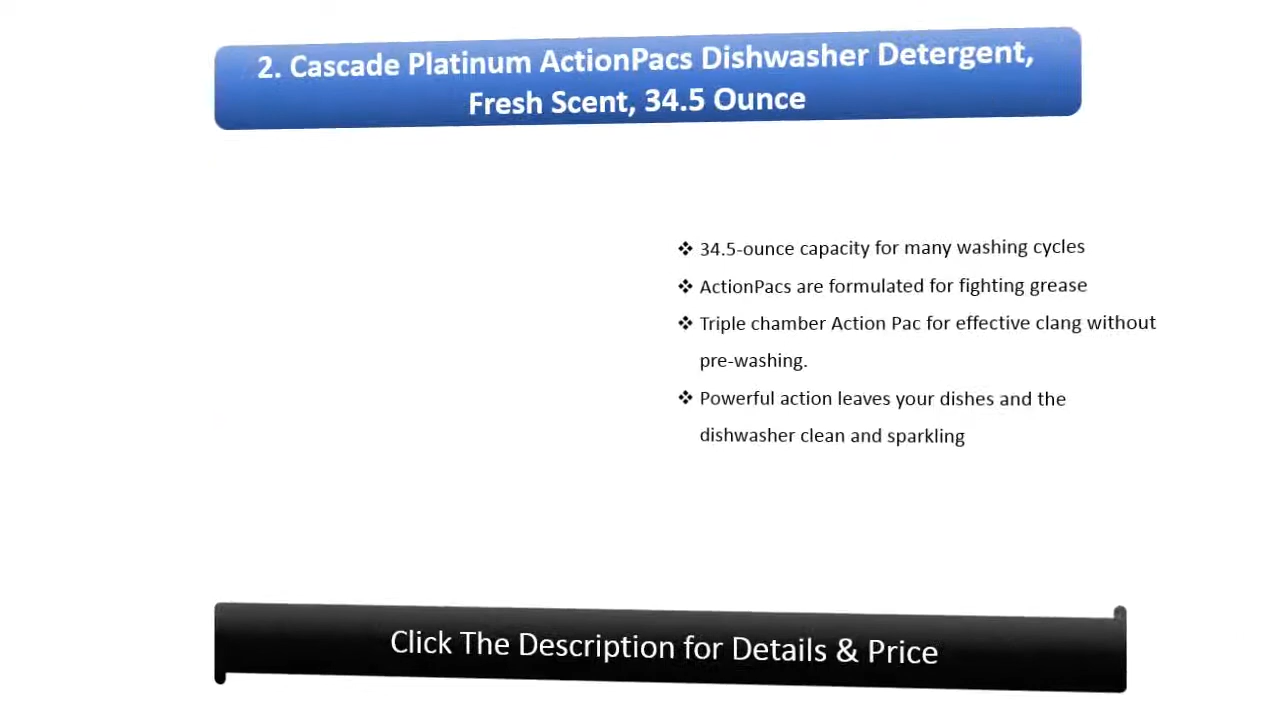 2. Cascade Platinum ActionPacs Dishwasher Detergent,
Fresh Scent, 34.5 Ounce
❖ 34.5-ounce capacity for many washing cycles
❖ ActionPacs are formulated for fighting grease
❖ Triple chamber Action Pac for effective clang without
pre-washing.
❖ Powerful action leaves your dishes and the
dishwasher clean and sparkling
Click The Description for Details & Price